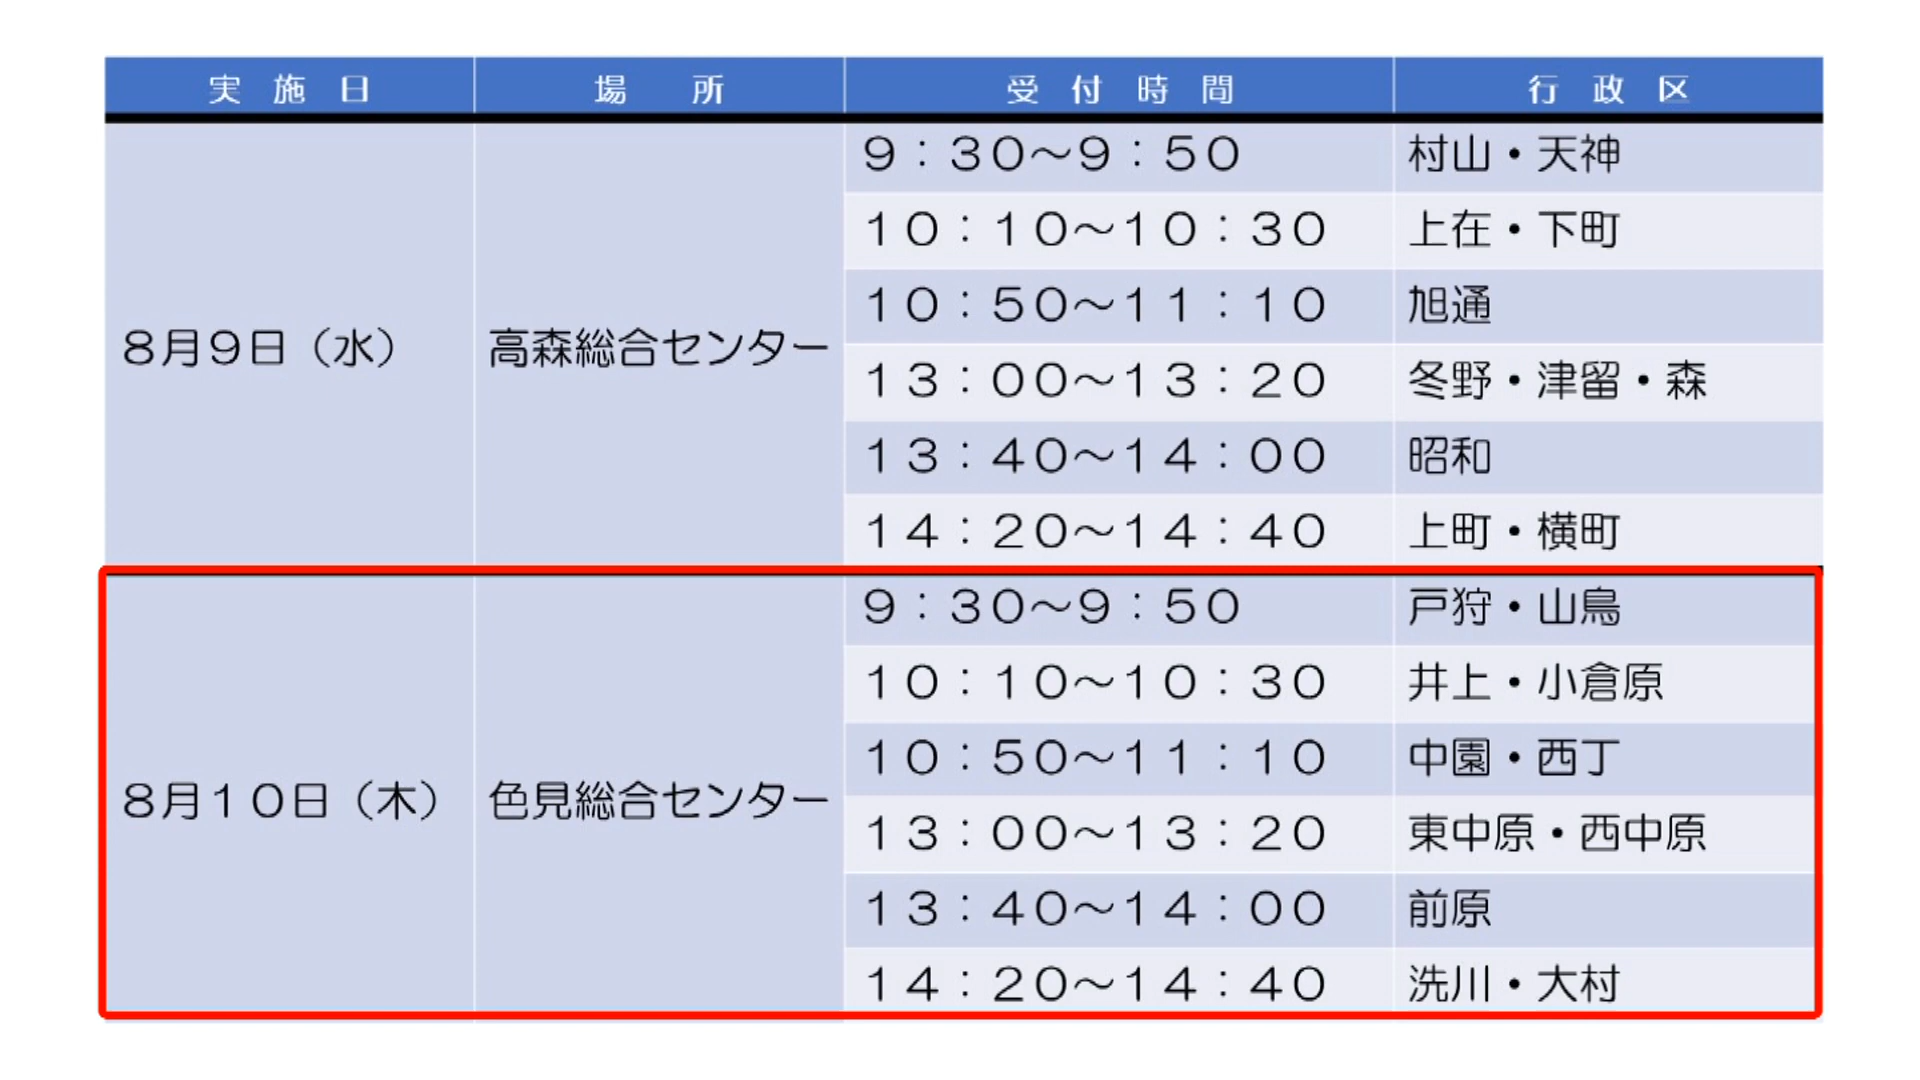 実 施 日 場 所 受 付 時 間 行 政 区
8月9日（水） 高森総合センター
９：３０～９：５０ 村山・天神
１０：１０～１０：３０ 上在・下町
１０：５０～１１：１０ 旭通
１３：００～１３：２０ 冬野・津留・森
１３：４０～１４：００ 昭和
１４：２０～１４：４０ 上町・横町
８月１０日（木） 色見総合センター
９：３０～９：５０ 戸狩・山鳥
１０：１０～１０：３０ 井上・小倉原
１０：５０～１１：１０ 中園・西丁
１３：００～１３：２０ 東中原・西中原
１３：４０～１４：００ 前原
１４：２０～１４：４０ 洗川・大村